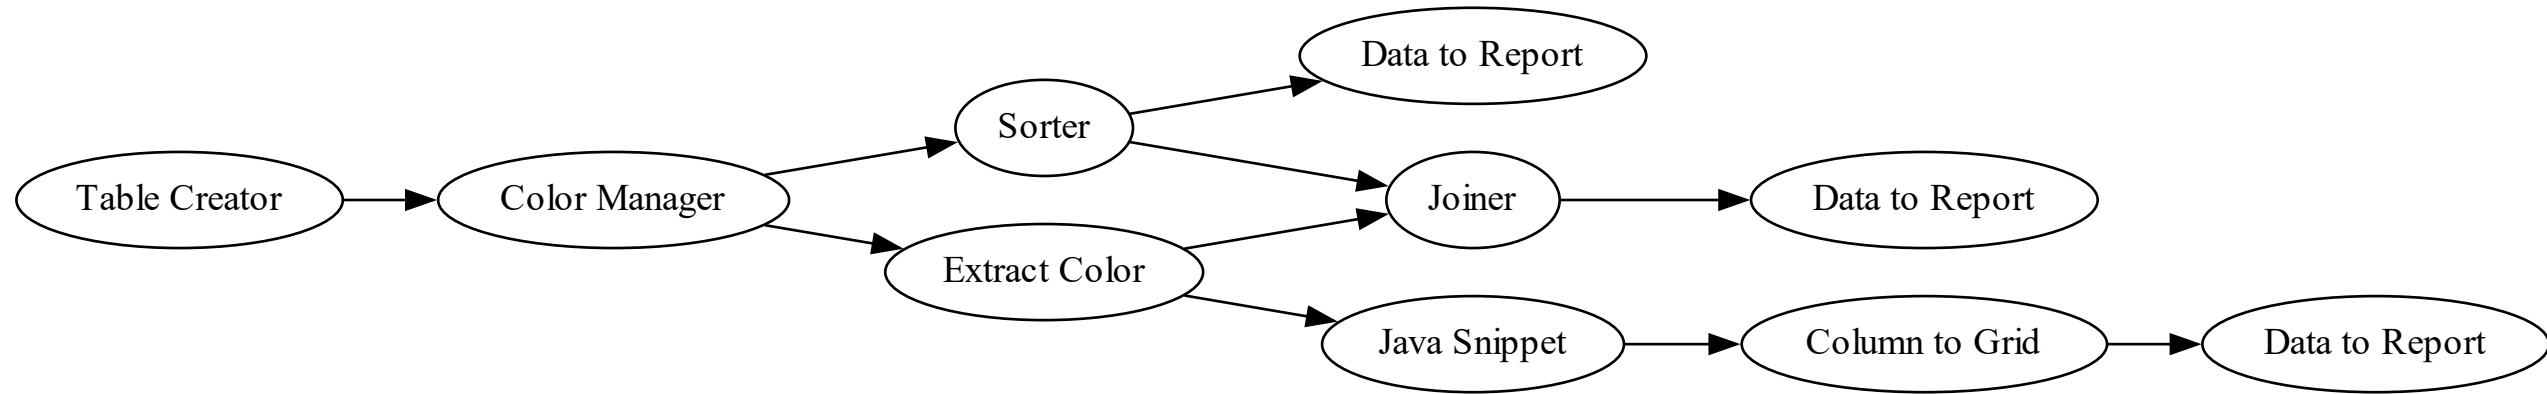 Data to Report
Sorter
Table Creator
Color Manager
Joiner
Data to Report
Extract Color
Java Snippet
Column to Grid
Data to Report